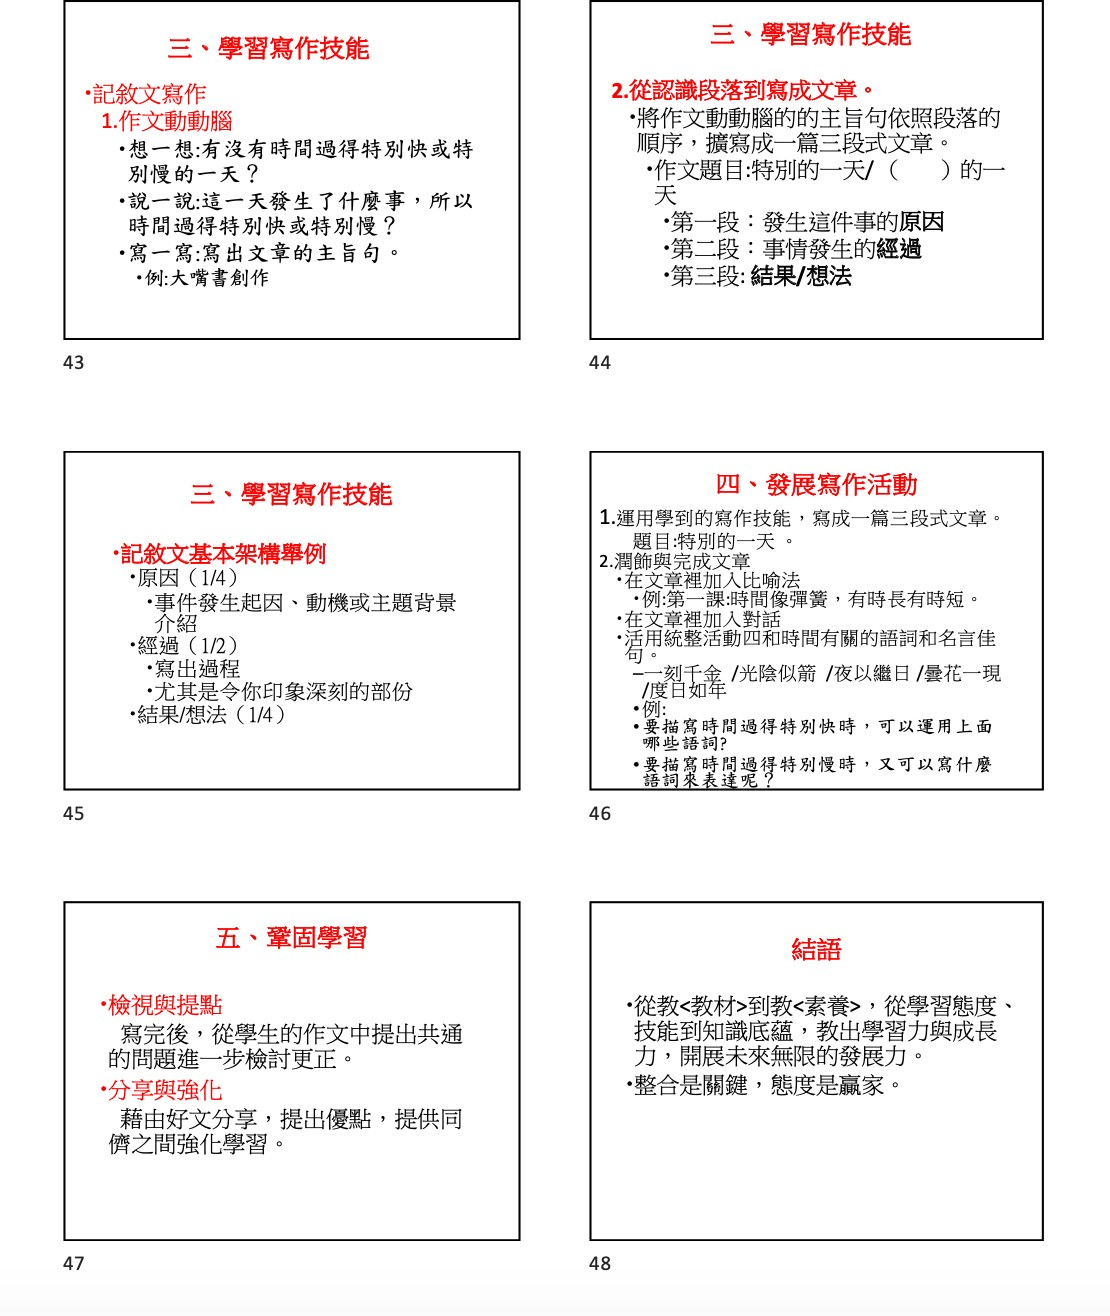 三、學習寫作技能
•記敘文寫作
1.作文動動腦
•想一想:有沒有時間過得特別快或特
別慢的一天？
•說一說:這一天發生了什麼事，所以
時間過得特別快或特別慢？
•寫一寫:寫出文章的主旨句。
•例:大嘴書創作
43
三、學習寫作技能
2.從認識段落到寫成文章。
•將作文動動腦的的主旨句依照段落的
順序，擴寫成一篇三段式文章。
•作文題目:特別的一天/（　　）的一
天
•第一段：發生這件事的原因
•第二段：事情發生的經過
•第三段: 結果/想法
44
三、學習寫作技能
•記敘文基本架構舉例
•原因（1/4）
•事件發生起因、動機或主題背景
介紹
•經過（1/2）
•寫出過程
•尤其是令你印象深刻的部份
•結果/想法（1/4）
45
四、發展寫作活動
1.運用學到的寫作技能，寫成一篇三段式文章。
題目:特別的一天 。
2.潤飾與完成文章
•在文章裡加入比喻法
•例:第一課:時間像彈簧，有時長有時短。
•在文章裡加入對話
•活用統整活動四和時間有關的語詞和名言佳
句。
–一刻千金 /光陰似箭 /夜以繼日 /曇花一現
/度日如年
•例:
•要描寫時間過得特別快時，可以運用上面
哪些語詞?
•要描寫時間過得特別慢時，又可以寫什麼
語詞來表達呢？
46
五、鞏固學習
•檢視與提點
寫完後，從學生的作文中提出共通
的問題進一步檢討更正。
•分享與強化
藉由好文分享，提出優點，提供同
儕之間強化學習。
47
結語
•從教<教材>到教<素養>，從學習態度、
技能到知識底蘊，教出學習力與成長
力，開展未來無限的發展力。
•整合是關鍵，態度是贏家。
48